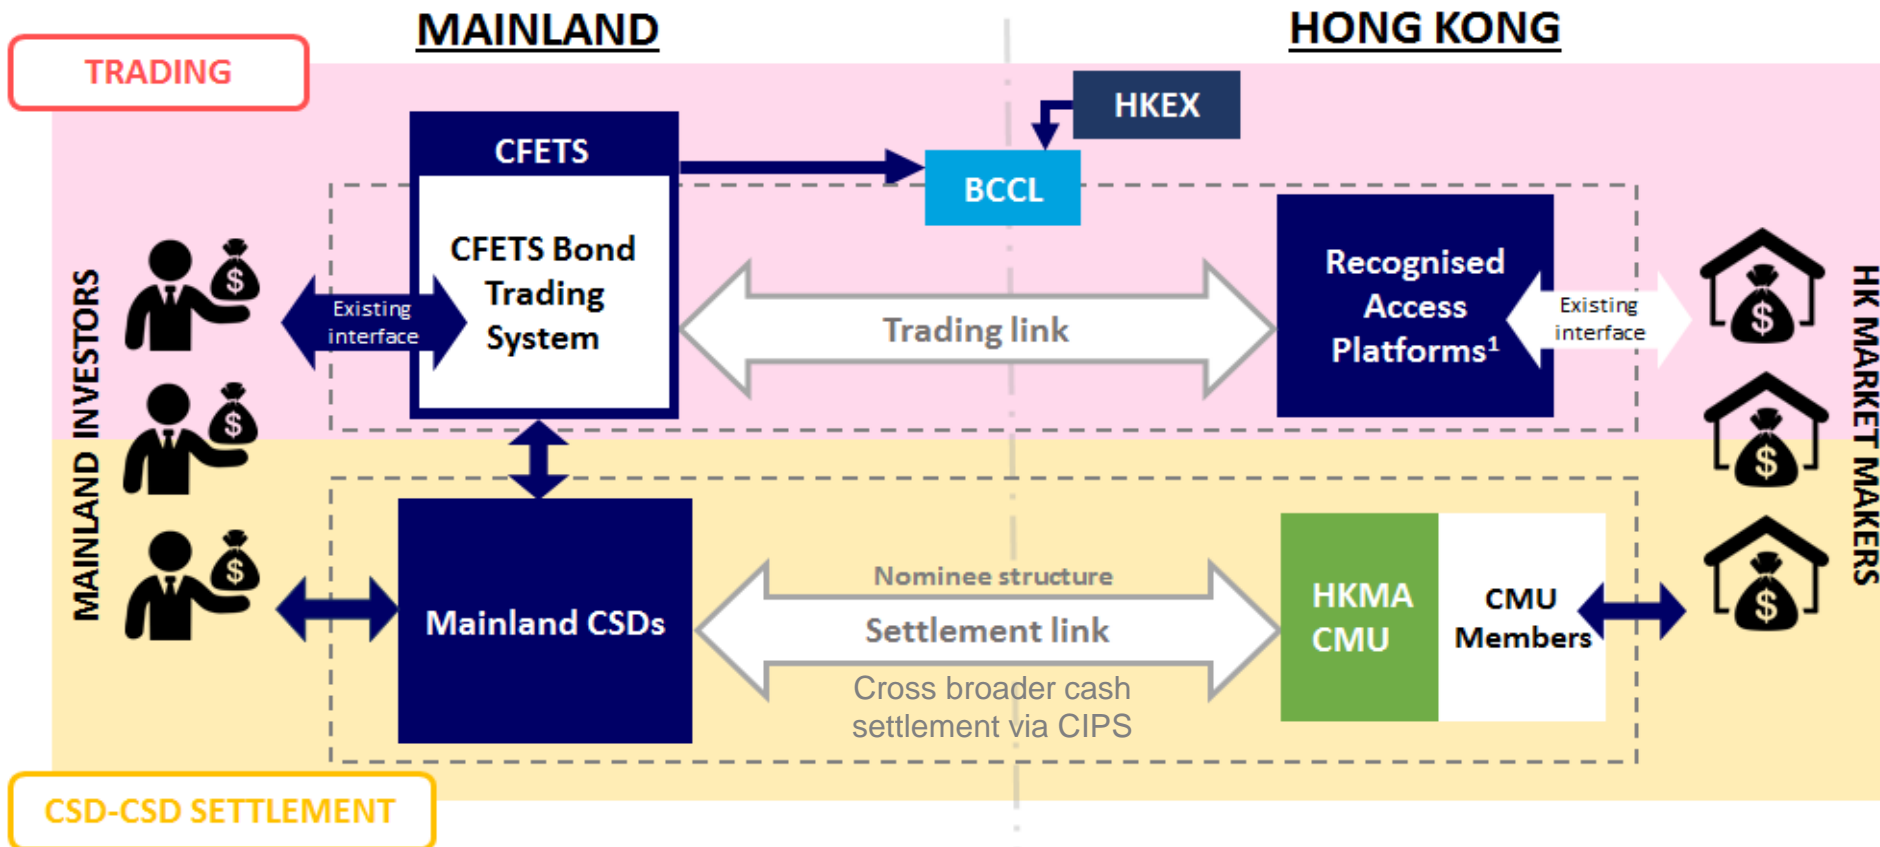 MAINLAND
HONG KONG
TRADING
HKEX
CFETS
BCCL
CFETS Bond
Trading
System
Recognised
Access
Platforms¹
Existing
interface
Trading link
Existing
interface
MAINLAND INVESTORS
HK MARKET MAKERS
Mainland CSDs
Nominee structure
Settlement link
Cross broader cash
settlement via CIPS
HKMA
CMU
CMU
Members
CSD-CSD SETTLEMENT